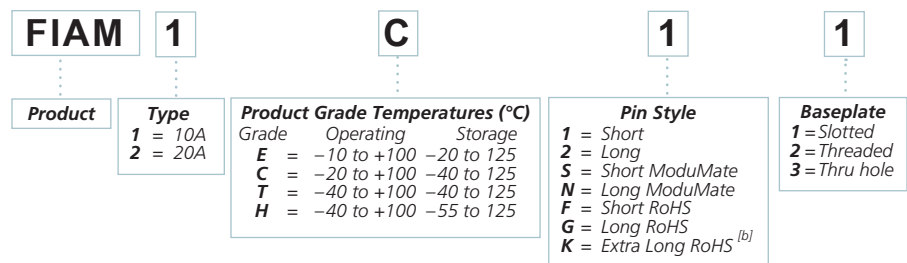 FIAM 1 C 1 1
Product
Type
1 = 10A
2 = 20A
Product Grade Temperatures (°C)
Grade Operating Storage
E = –10 to +100 –20 to 125
C = –20 to +100 –40 to 125
T = –40 to +100 –40 to 125
H = –40 to +100 –55 to 125
Pin Style
1 = Short
2 = Long
S = Short ModuMate
N = Long ModuMate
F = Short RoHS
G = Long RoHS
K = Extra Long RoHS [b]
Baseplate
1 = Slotted
2 = Threaded
3 = Thru hole